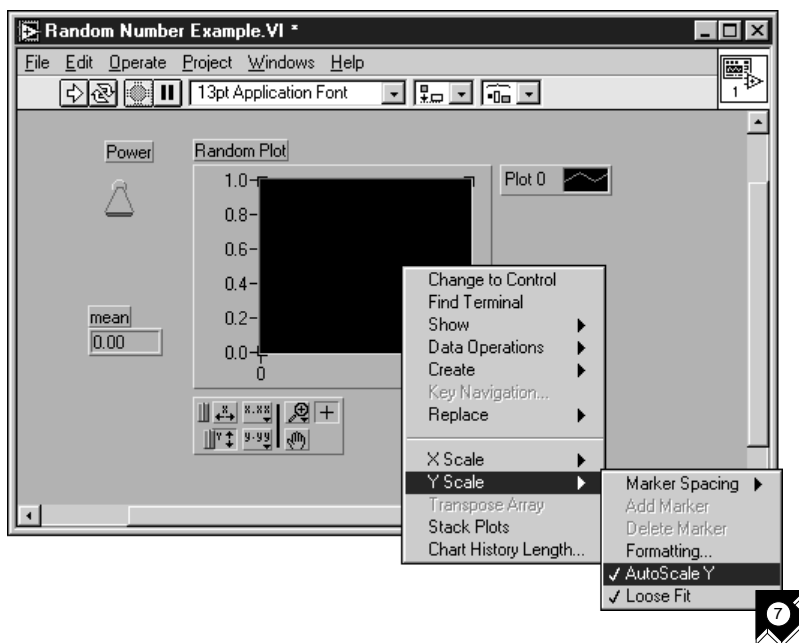 Random Number Example.VI *
File Edit Operate Project Windows Help
13pt Application Font
1
Power
Random Plot
1.0
0.8
0.6
0.4
0.2
0.0
0
Plot 0
mean
0.00
X
X.XX
Y
Y.YY
Change to Control
Find Terminal
Show
Data Operations
Create
Key Navigation...
Replace
X Scale
Y Scale
Transpose Array
Stack Plots
Chart History Length...
Marker Spacing
Add Marker
Delete Marker
Formatting...
AutoScale Y
Loose Fit
7